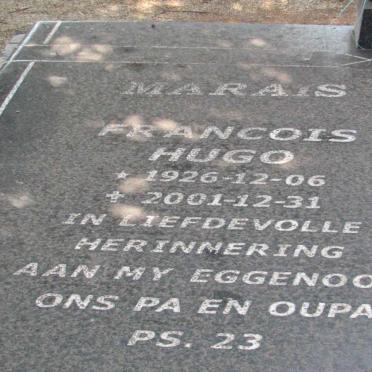 MARAIS
FRANCOIS
HUGO
★ 1926-12-06
✝ 2001-12-31
IN LIEFDEVOLLE
HERINNERING
AAN MY EGGENOO
ONS PA EN OUPA
PS. 23